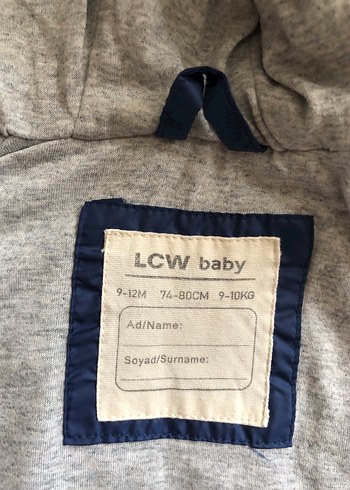 LCW baby
9-12M 74-80CM 9-10KG
Ad/Name:
Soyad/Surname: